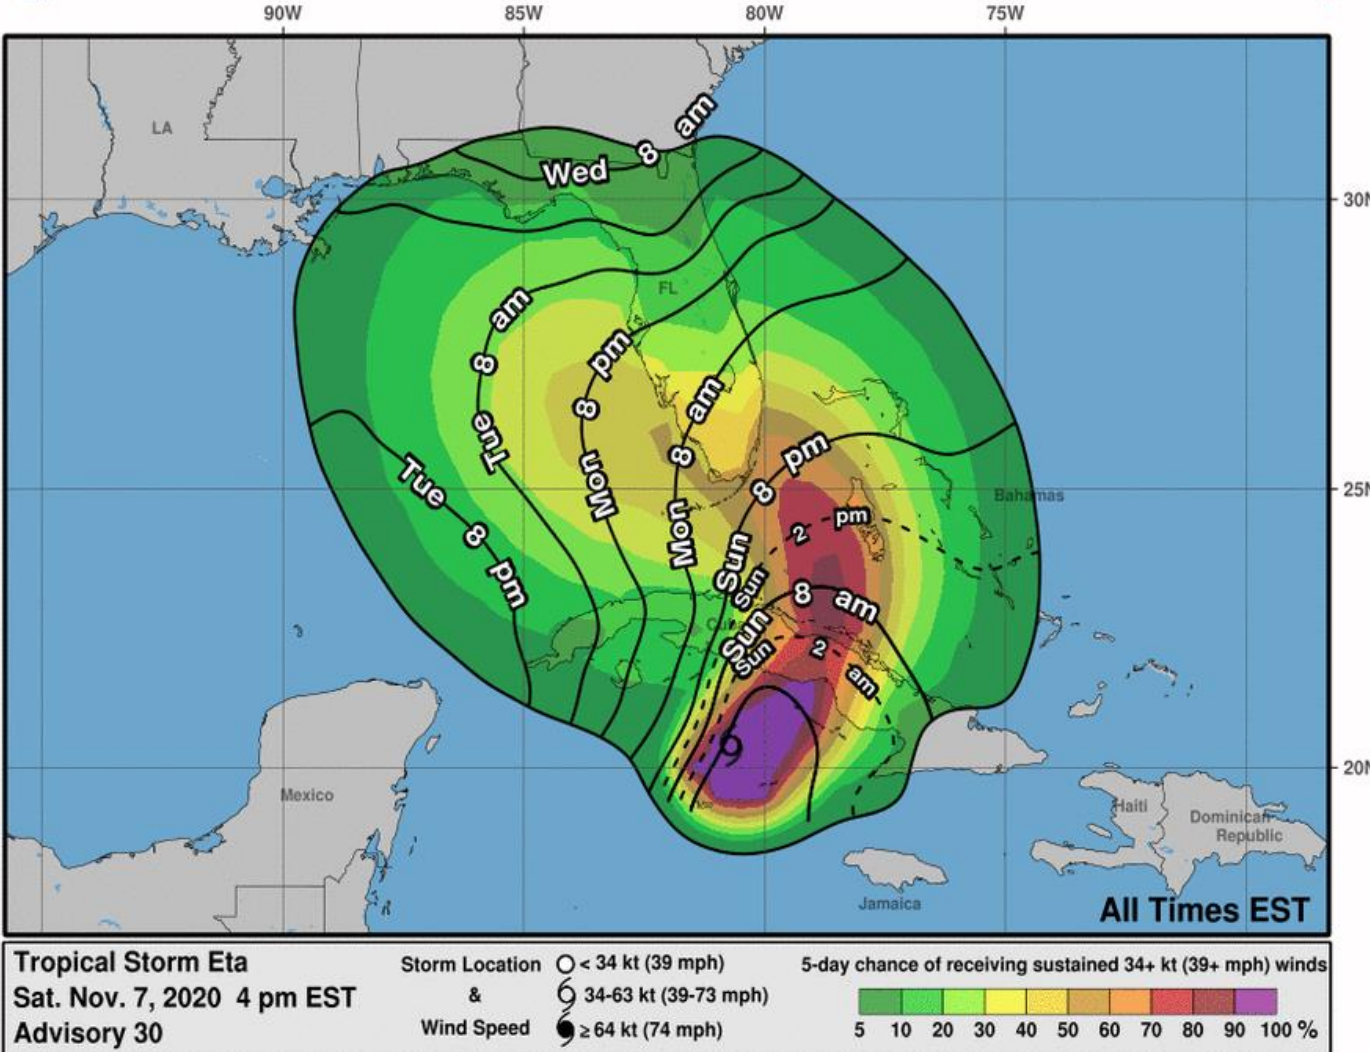 90W 85W 80W 75W
am
LA
8
Wed
30N
FL
am
8
pm
8
am
Tue
8
pm
8
25N
Bahamas
Tue
8
pm
Mon
Mon
2 pm
Sun
Sun
8 am
Cuba
Sun
Sun
2 am
20N
Mexico
Haiti
Dominican
Republic
Jamaica
All Times EST
Tropical Storm Eta
Sat. Nov. 7, 2020 4 pm EST
Advisory 30
Storm Location
&
Wind Speed
< 34 kt (39 mph)
34-63 kt (39-73 mph)
≥ 64 kt (74 mph)
5-day chance of receiving sustained 34+ kt (39+ mph) winds
5 10 20 30 40 50 60 70 80 90 100 %